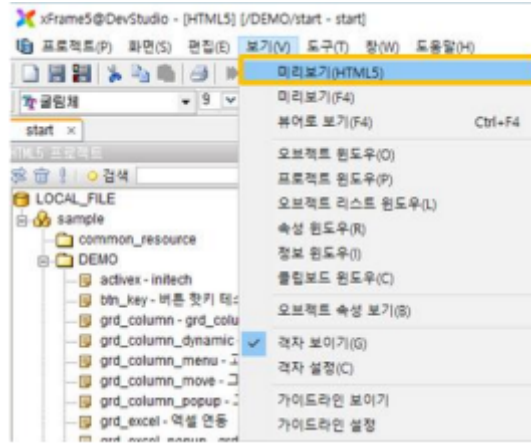 xFrame5@DevStudio - [HTML5] [/DEMO/start - start]
프로젝트(P) 화면(S) 편집(E) 보기(V) 도구(T) 창(W) 도움말(H)
굴림체 9
start ×
HTML5 프로젝트
검색
LOCAL_FILE
sample
common_resource
DEMO
activex - initech
btn_key - 버튼 핫키
grd_column - grd_colu
grd_column_dynamic -
grd_column_menu -
grd_column_move -
grd_column_popup -
grd_excel - 엑셀 연동
미리보기(HTML5)
미리보기(F4)
뷰어로 보기(F4) Ctrl+F4
오브젝트 윈도우(O)
프로젝트 윈도우(P)
오브젝트 리스트 윈도우(L)
속성 윈도우(R)
정보 윈도우(I)
클립보드 윈도우(C)
오브젝트 속성 보기(B)
격자 보이기(G)
격자 설정(C)
가이드라인 보이기
가이드라인 설정